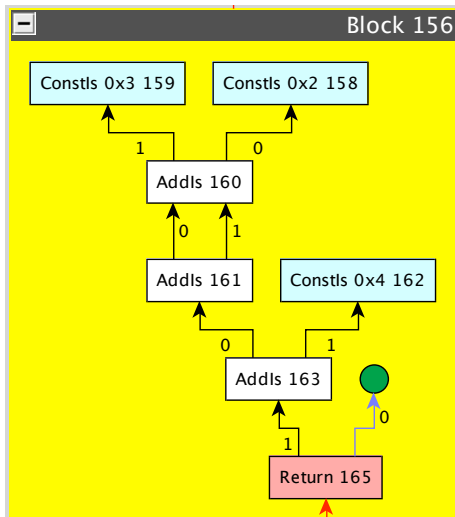 Block 156
ConstIs 0x3 159
ConstIs 0x2 158
1
0
AddIs 160
0
1
AddIs 161
ConstIs 0x4 162
0
1
AddIs 163
0
1
Return 165